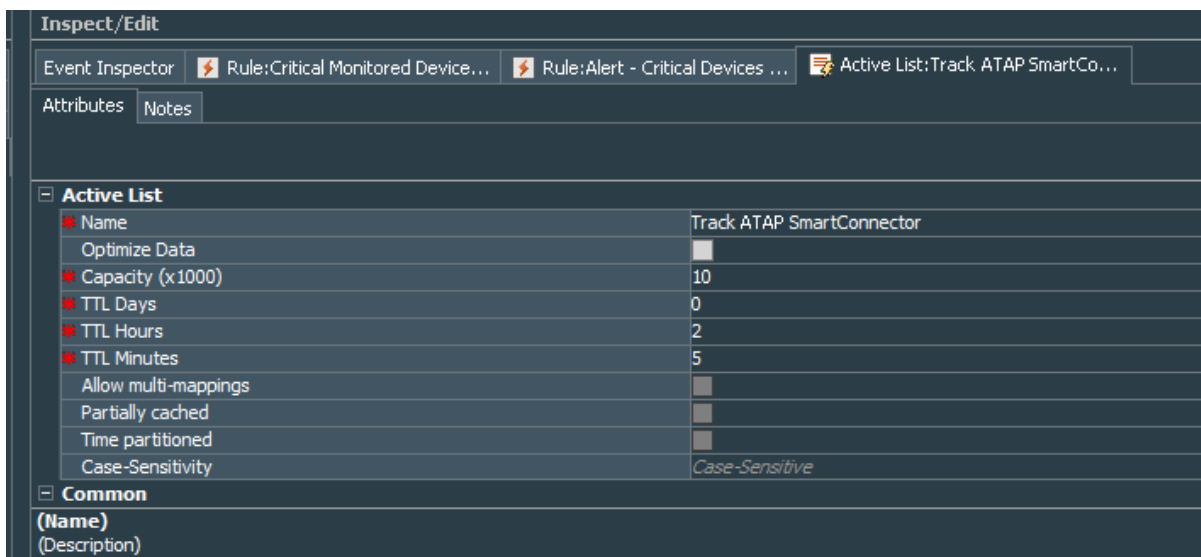 Inspect/Edit
Event Inspector Rule:Critical Monitored Device... Rule:Alert - Critical Devices ... Active List:Track ATAP SmartCo...
Attributes Notes
Active List
Name Track ATAP SmartConnector
Optimize Data
Capacity (x1000) 10
TTL Days 0
TTL Hours 2
TTL Minutes 5
Allow multi-mappings
Partially cached
Time partitioned
Case-Sensitivity Case-Sensitive
Common
(Name)
(Description)